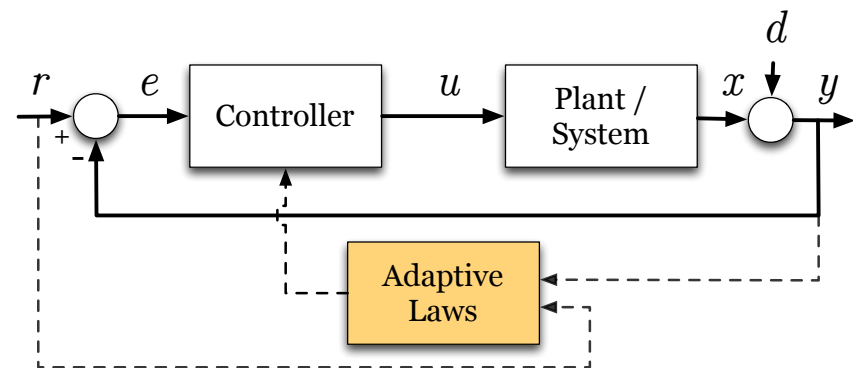 d
r
e
Controller
u
Plant /
System
x
y
+
-
Adaptive
Laws